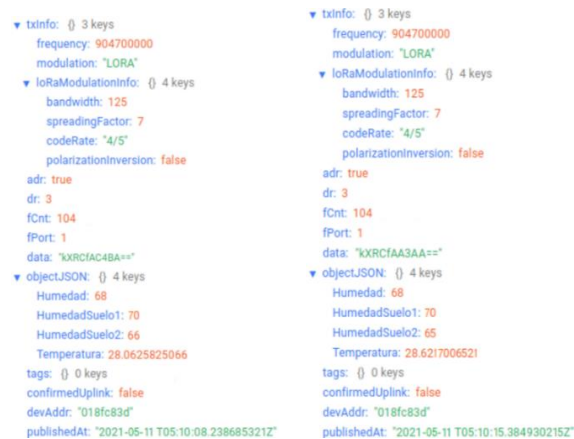 txInfo: {} 3 keys
frequency: 904700000
modulation: "LORA"
loRaModulationInfo: {} 4 keys
bandwidth: 125
spreadingFactor: 7
codeRate: "4/5"
polarizationInversion: false
adr: true
dr: 3
fCnt: 104
fPort: 1
data: "kXRCfAC4BA=="
objectJSON: {} 4 keys
Humedad: 68
HumedadSuelo1: 70
HumedadSuelo2: 66
Temperatura: 28.0625825066
tags: {} 0 keys
confirmedUplink: false
devAddr: "018fc83d"
publishedAt: "2021-05-11T05:10:08.238685321Z"
txInfo: {} 3 keys
frequency: 904700000
modulation: "LORA"
loRaModulationInfo: {} 4 keys
bandwidth: 125
spreadingFactor: 7
codeRate: "4/5"
polarizationInversion: false
adr: true
dr: 3
fCnt: 104
fPort: 1
data: "kXRCfAA3AA=="
objectJSON: {} 4 keys
Humedad: 68
HumedadSuelo1: 70
HumedadSuelo2: 65
Temperatura: 28.6217006521
tags: {} 0 keys
confirmedUplink: false
devAddr: "018fc83d"
publishedAt: "2021-05-11T05:10:15.384930215Z"